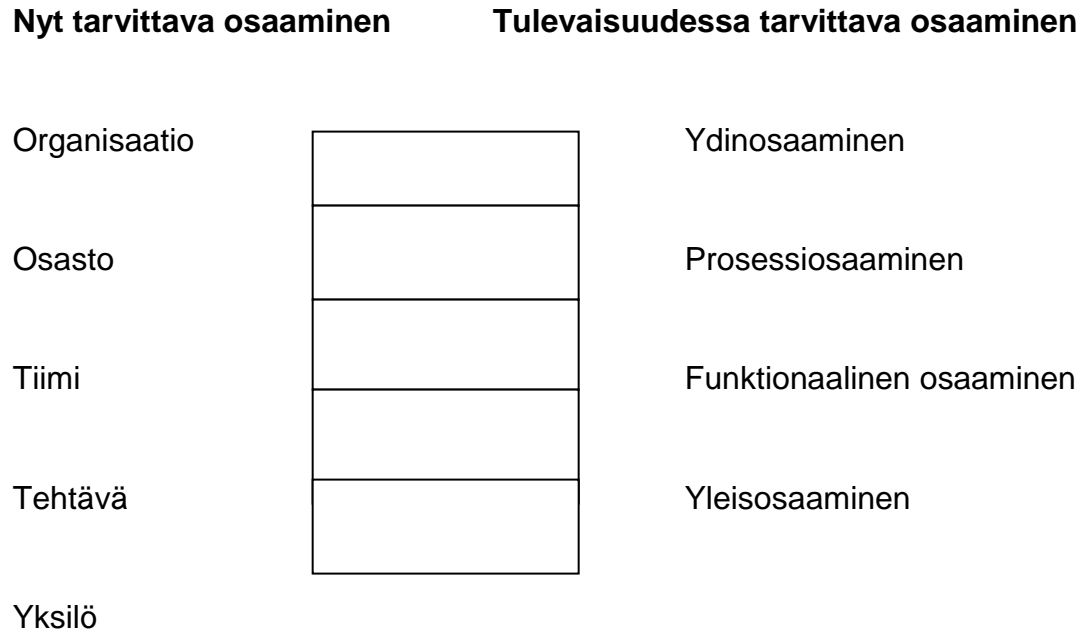 Nyt tarvittava osaaminen Tulevaisuudessa tarvittava osaaminen
Organisaatio Ydinosaaminen
Osasto Prosessiosaaminen
Tiimi Funktionaalinen osaaminen
Tehtävä Yleisosaaminen
Yksilö